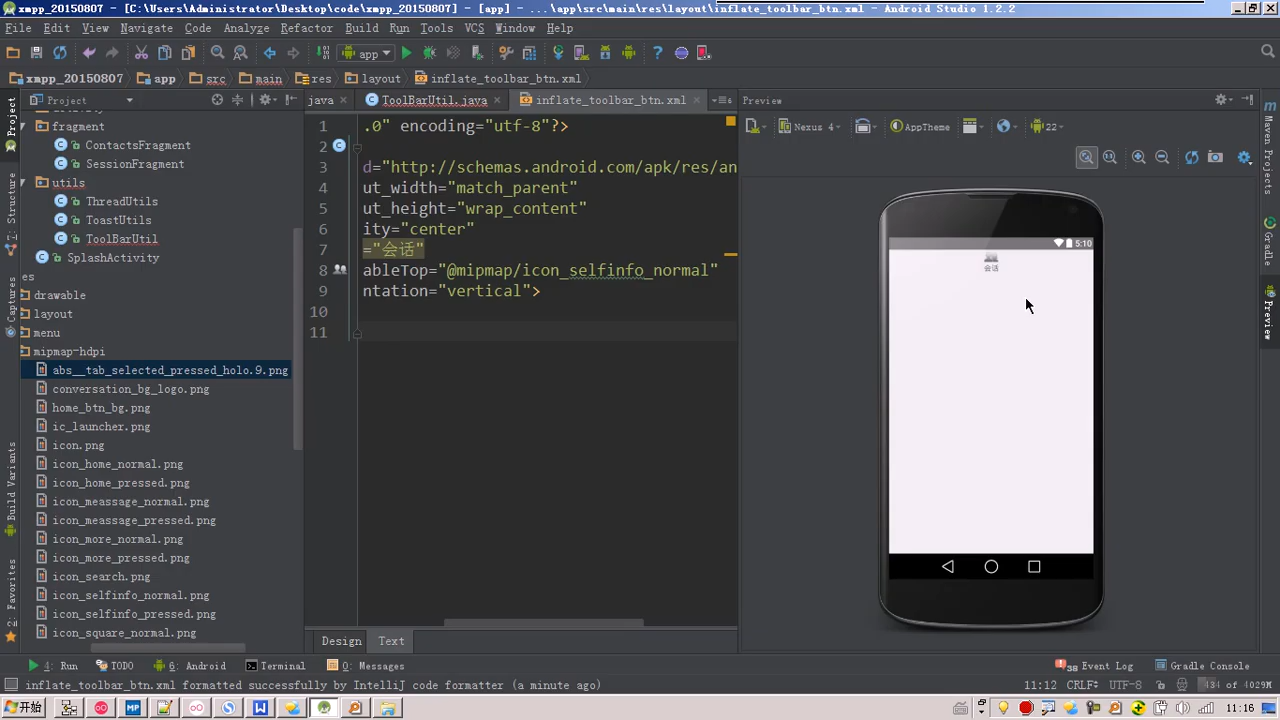 xmpp_20150807 - [C:\Users\Administrator\Desktop\code\xmpp_20150807] - [app] - ...\app\src\main\res\layout\inflate_toolbar_btn.xml - Android Studio 1.2.2
File Edit View Navigate Code Analyze Refactor Build Run Tools VCS Window Help
app
xmpp_20150807 app src main res layout inflate_toolbar_btn.xml
Project
java ToolBarUtil.java inflate_toolbar_btn.xml
Preview
Nexus 4 AppTheme 22
fragment
ContactsFragment
SessionFragment
utils
ThreadUtils
ToastUtils
ToolBarUtil
SplashActivity
es
drawable
layout
menu
mipmap-hdpi
abs__tab_selected_pressed_holo.9.png
conversation_bg_logo.png
home_btn_bg.png
ic_launcher.png
icon.png
icon_home_normal.png
icon_home_pressed.png
icon_meassage_normal.png
icon_meassage_pressed.png
icon_more_normal.png
icon_more_pressed.png
icon_search.png
icon_selfinfo_normal.png
icon_selfinfo_pressed.png
icon_square_normal.png
1 .0" encoding="utf-8"?>
2
3 d="http://schemas.android.com/apk/res/an
4 ut_width="match_parent"
5 ut_height="wrap_content"
6 ity="center"
7 ="会话"
8 ableTop="@mipmap/icon_selfinfo_normal"
9 ntation="vertical">
10
11
5:10
会话
Project
Structure
Captures
Build Variants
2: Favorites
Maven Projects
Gradle
Preview
Design Text
4: Run TODO 6: Android Terminal 0: Messages
38 Event Log Gradle Console
inflate_toolbar_btn.xml formatted successfully by IntelliJ code formatter (a minute ago)
11:12 CRLF UTF-8
开始
11:16